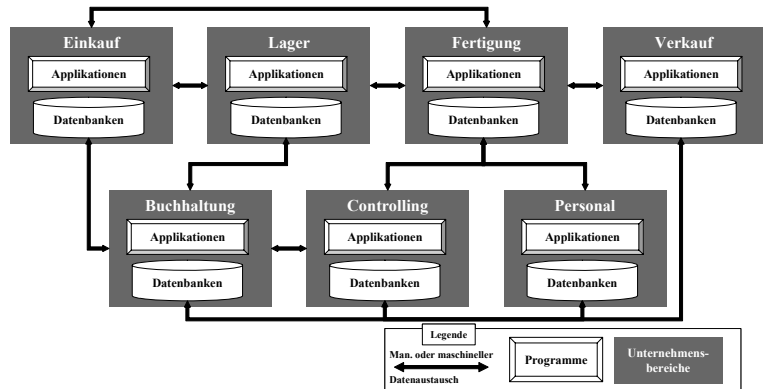 Einkauf
Lager
Fertigung
Verkauf
Applikationen
Applikationen
Applikationen
Applikationen
Datenbanken
Datenbanken
Datenbanken
Datenbanken
Buchhaltung
Controlling
Personal
Applikationen
Applikationen
Applikationen
Datenbanken
Datenbanken
Datenbanken
Legende
Man. oder maschineller
Datenaustausch
Programme
Unternehmens-
bereiche